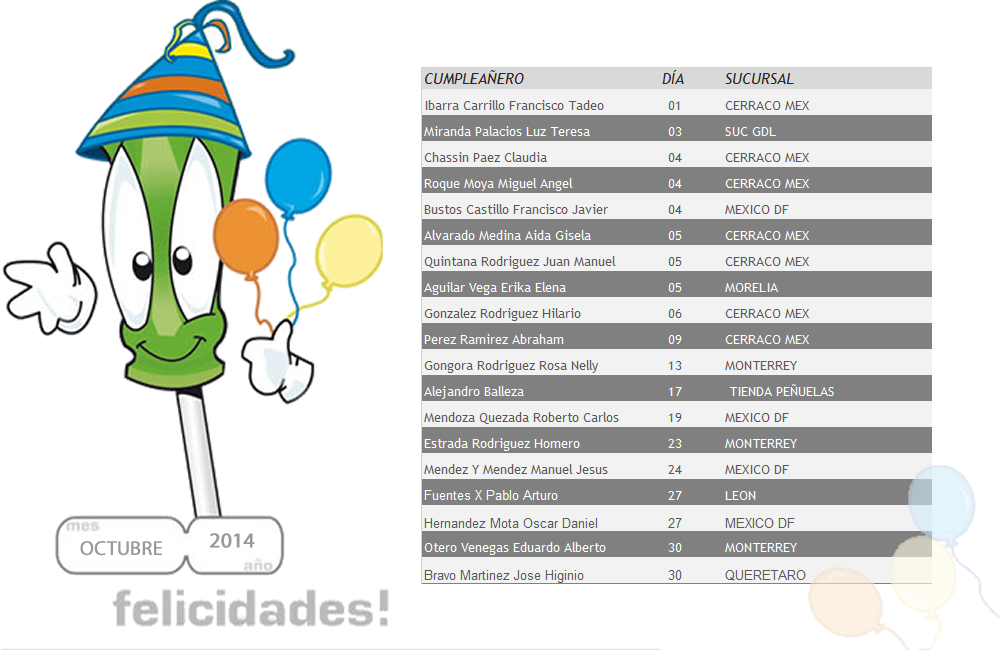 CUMPLEAÑERO DÍA SUCURSAL
Ibarra Carrillo Francisco Tadeo 01 CERRACO MEX
Miranda Palacios Luz Teresa 03 SUC GDL
Chassin Paez Claudia 04 CERRACO MEX
Roque Moya Miguel Angel 04 CERRACO MEX
Bustos Castillo Francisco Javier 04 MEXICO DF
Alvarado Medina Aida Gisela 05 CERRACO MEX
Quintana Rodriguez Juan Manuel 05 CERRACO MEX
Aguilar Vega Erika Elena 05 MORELIA
Gonzalez Rodriguez Hilario 06 CERRACO MEX
Perez Ramirez Abraham 09 CERRACO MEX
Gongora Rodriguez Rosa Nelly 13 MONTERREY
Alejandro Balleza 17 TIENDA PEÑUELAS
Mendoza Quezada Roberto Carlos 19 MEXICO DF
Estrada Rodriguez Homero 23 MONTERREY
Mendez Y Mendez Manuel Jesus 24 MEXICO DF
Fuentes X Pablo Arturo 27 LEON
Hernandez Mota Oscar Daniel 27 MEXICO DF
Otero Venegas Eduardo Alberto 30 MONTERREY
Bravo Martinez Jose Higinio 30 QUERETARO
mes
OCTUBRE 2014
año
felicidades!